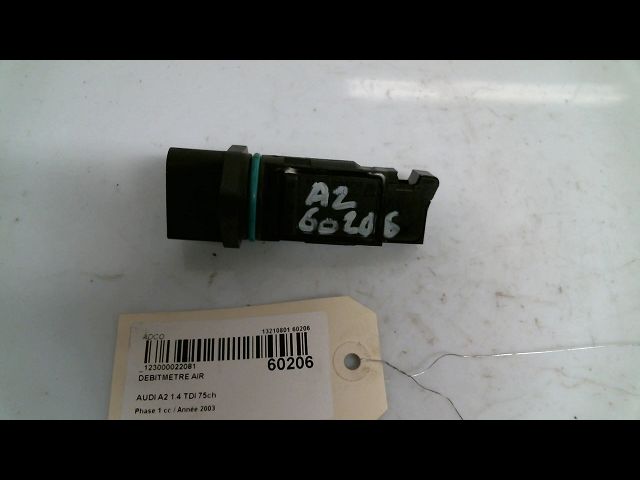 A2
60206
ADCO
13210801 60206
_123000022081
60206
DEBITMETRE AIR
AUDI A2 1.4 TDI 75ch
Phase 1 cc / Année 2003